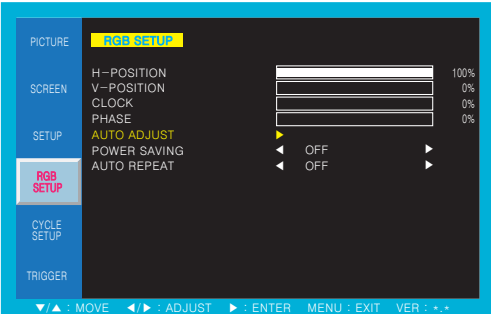 PICTURE
SCREEN
SETUP
RGB
SETUP
CYCLE
SETUP
TRIGGER
RGB SETUP
H-POSITION 100%
V-POSITION 0%
CLOCK 0%
PHASE 0%
AUTO ADJUST ▶
POWER SAVING ◀ OFF ▶
AUTO REPEAT ◀ OFF ▶
▼/▲ : MOVE ◀/▶ : ADJUST ▶ : ENTER MENU : EXIT VER : *.*